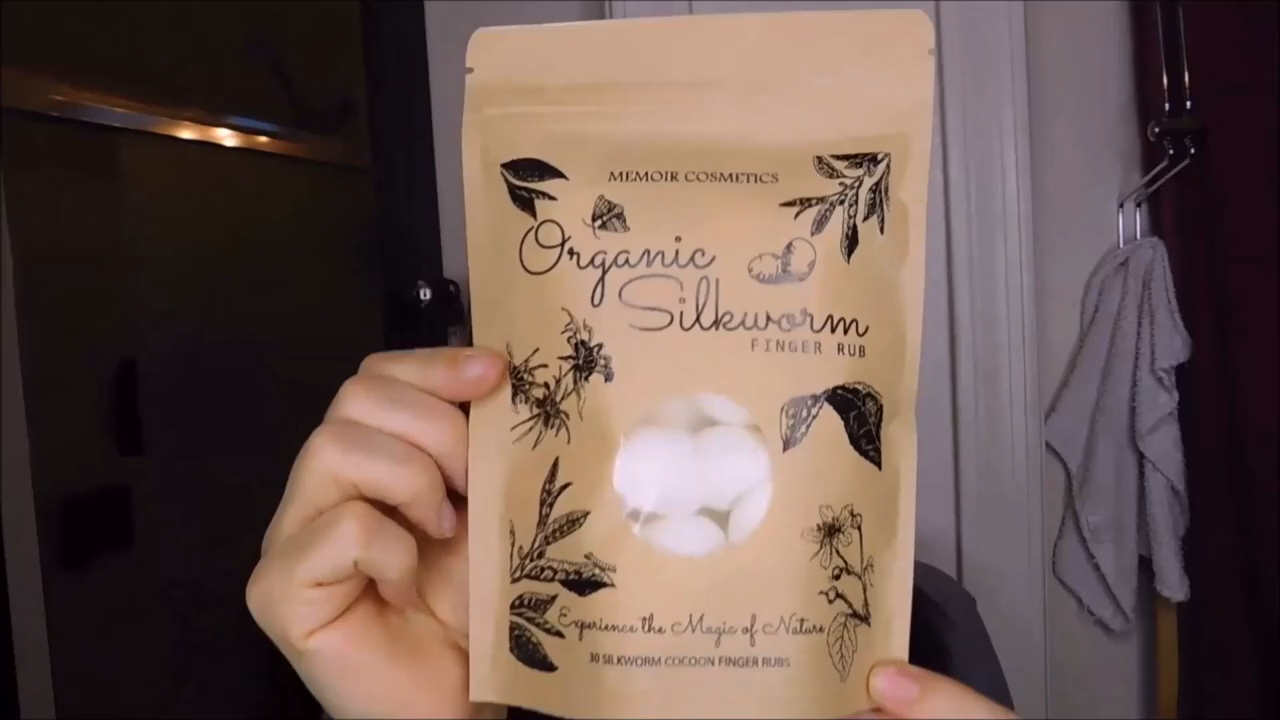 MEMOIR COSMETICS
Organic
Silkworm
FINGER RUB
Experience the Magic of Nature
30 SILKWORM COCOON FINGER RUBS